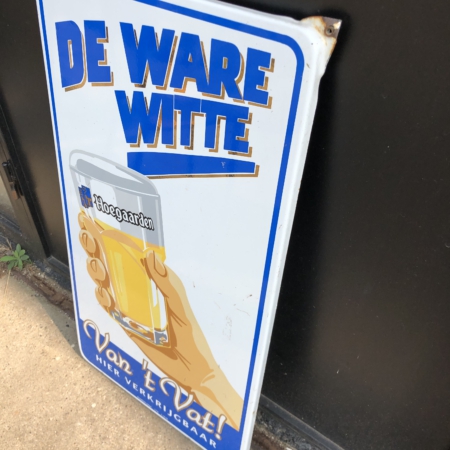 DE WARE
WITTE
Hoegaarden
Van 't Vat!
HIER VERKRIJGBAAR